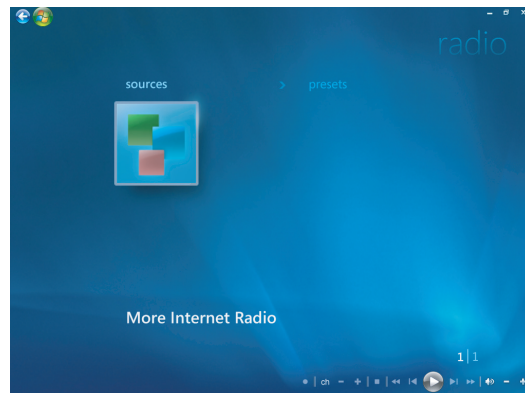 radio
sources > presets
More Internet Radio
1|1
ch - +
- +